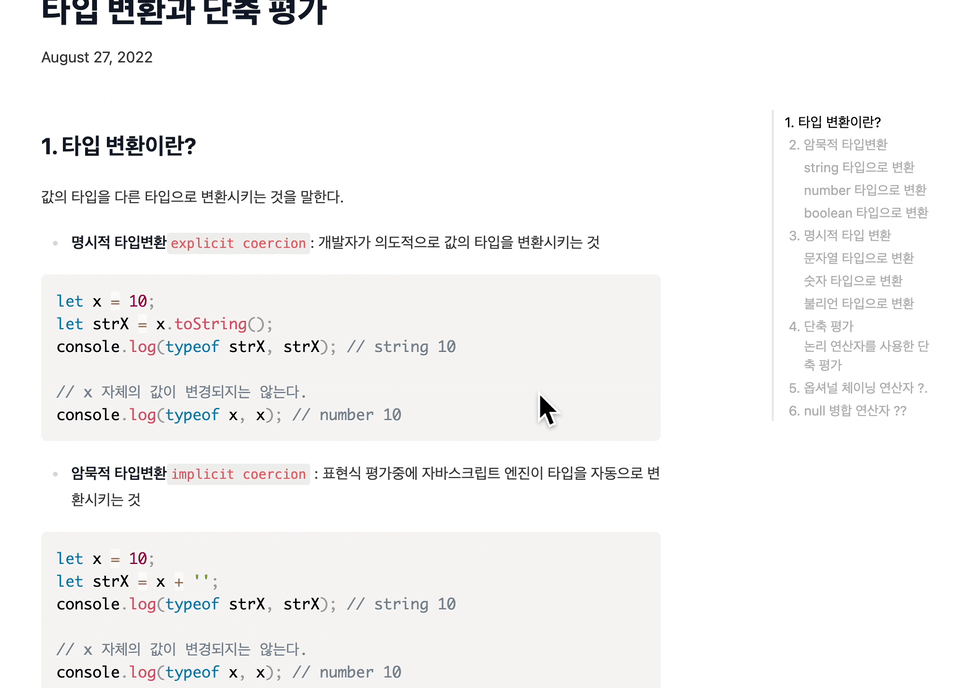 타입 변환과 단축 평가
August 27, 2022
1. 타입 변환이란?
값의 타입을 다른 타입으로 변환시키는 것을 말한다.
명시적 타입변환 explicit coercion : 개발자가 의도적으로 값의 타입을 변환시키는 것
let x = 10;
let strX = x.toString();
console.log(typeof strX, strX); // string 10
// x 자체의 값이 변경되지는 않는다.
console.log(typeof x, x); // number 10
암묵적 타입변환 implicit coercion : 표현식 평가중에 자바스크립트 엔진이 타입을 자동으로 변
환시키는 것
let x = 10;
let strX = x + '';
console.log(typeof strX, strX); // string 10
// x 자체의 값이 변경되지는 않는다.
console.log(typeof x, x); // number 10
1. 타입 변환이란?
2. 암묵적 타입변환
string 타입으로 변환
number 타입으로 변환
boolean 타입으로 변환
3. 명시적 타입 변환
문자열 타입으로 변환
숫자 타입으로 변환
불리언 타입으로 변환
4. 단축 평가
논리 연산자를 사용한 단
축 평가
5. 옵셔널 체이닝 연산자 ?.
6. null 병합 연산자 ??